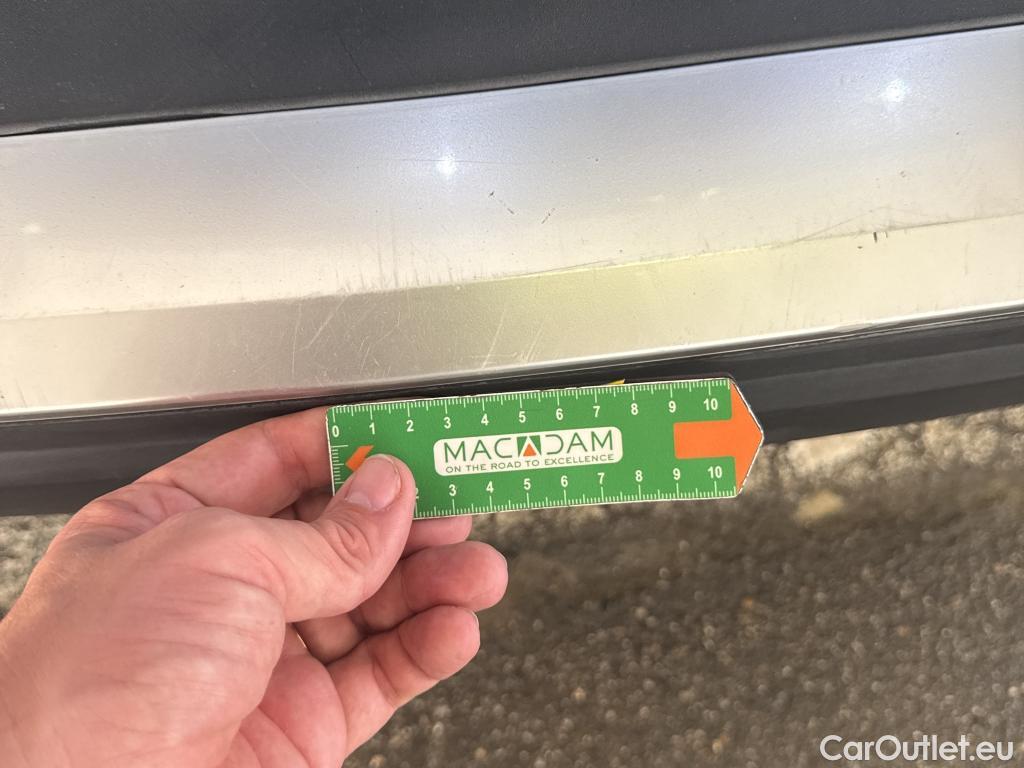 0 1 2 3 4 5 6 7 8 9 10
MACADAM
ON THE ROAD TO EXCELLENCE
3 4 5 6 7 8 9 10
CarOutlet.eu